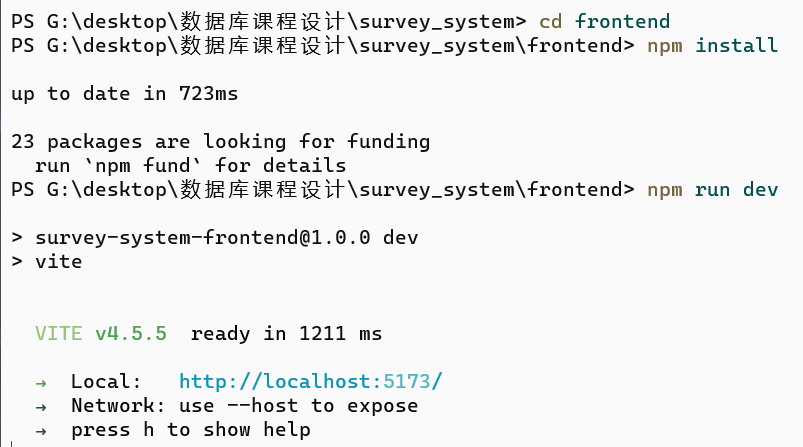 PS G:\desktop\数据库课程设计\survey_system> cd frontend
PS G:\desktop\数据库课程设计\survey_system\frontend> npm install
up to date in 723ms
23 packages are looking for funding
run `npm fund` for details
PS G:\desktop\数据库课程设计\survey_system\frontend> npm run dev
> survey-system-frontend@1.0.0 dev
> vite
VITE v4.5.5 ready in 1211 ms
→ Local: http://localhost:5173/
→ Network: use --host to expose
→ press h to show help